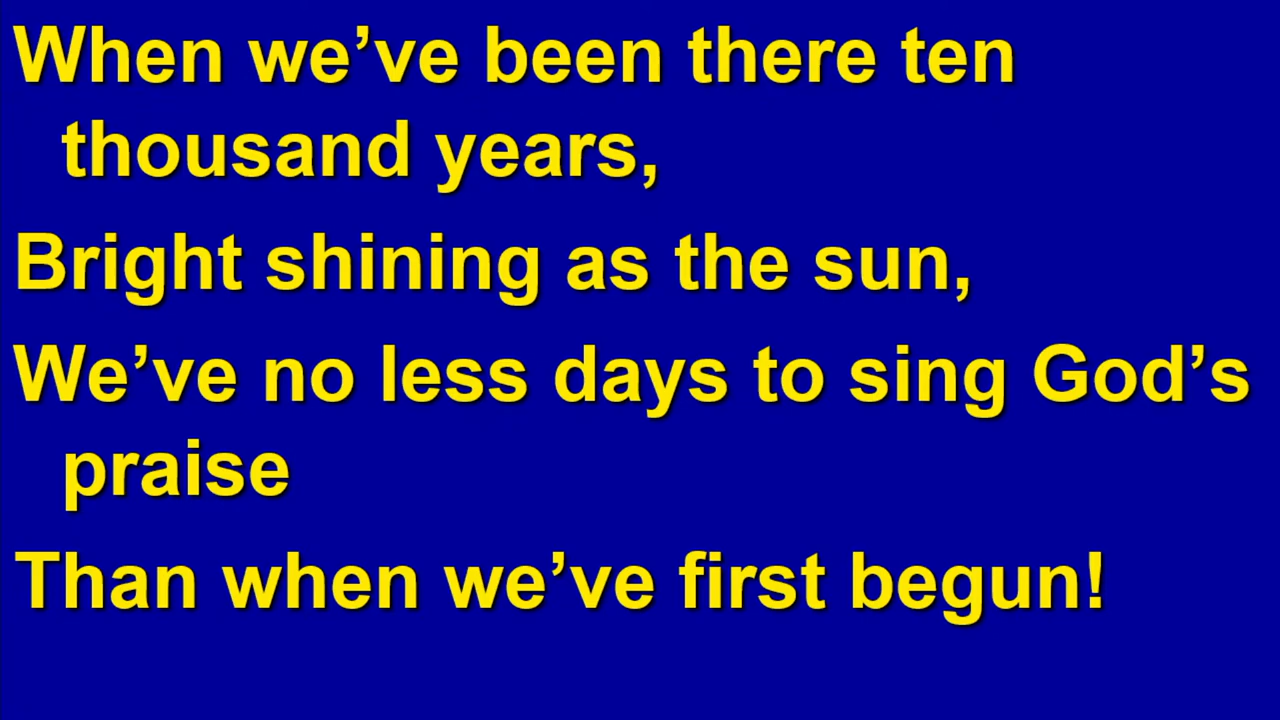 When we’ve been there ten
thousand years,
Bright shining as the sun,
We’ve no less days to sing God’s
praise
Than when we’ve first begun!